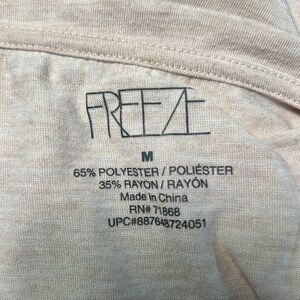 FREEZE
M
65% POLYESTER / POLIÉSTER
35% RAYON / RAYÓN
Made in China
RN# 71868
UPC#887648724051